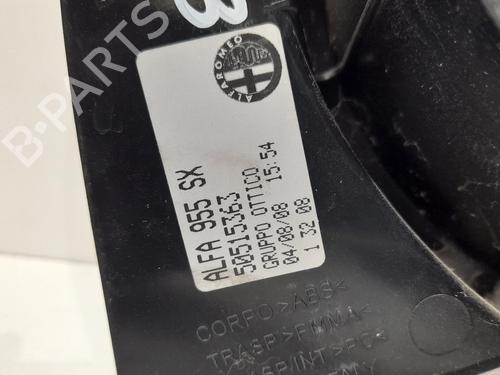 3
B-PARTS
ALFA ROMEO
ALFA 955 SX
50515363
GRUPPO OTTICO
04/08/08 15:54
1 32 08
CORPO >ABS<
TRASP >PMMA<